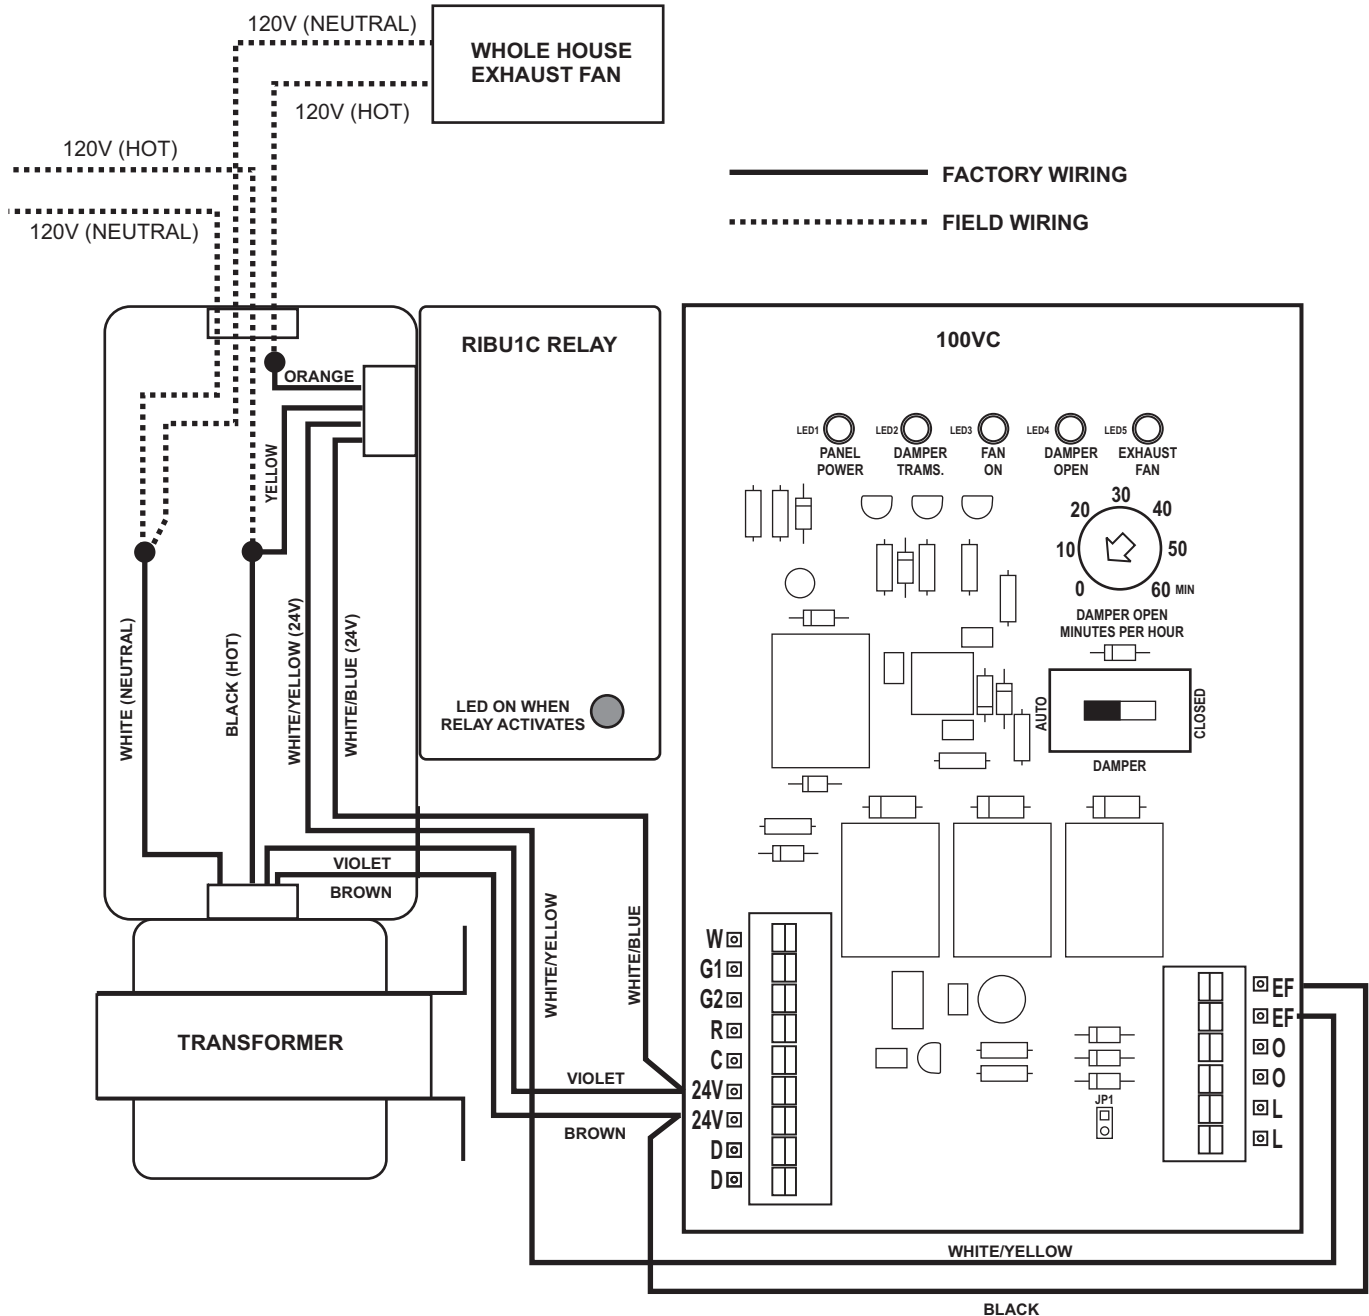 120V (NEUTRAL)
WHOLE HOUSE
EXHAUST FAN
120V (HOT)
120V (HOT)
120V (NEUTRAL)
FACTORY WIRING
FIELD WIRING
RIBU1C RELAY
ORANGE
YELLOW
WHITE (NEUTRAL)
BLACK (HOT)
WHITE/YELLOW (24V)
WHITE/BLUE (24V)
LED ON WHEN
RELAY ACTIVATES
VIOLET
BROWN
WHITE/YELLOW
WHITE/BLUE
TRANSFORMER
VIOLET
BROWN
100VC
LED1
PANEL
POWER
LED2
DAMPER
TRAMS.
LED3
FAN
ON
LED4
DAMPER
OPEN
LED5
EXHAUST
FAN
0
10
20
30
40
50
60 MIN
DAMPER OPEN
MINUTES PER HOUR
AUTO
CLOSED
DAMPER
W
G1
G2
R
C
24V
24V
D
D
JP1
EF
EF
O
O
L
L
WHITE/YELLOW
BLACK